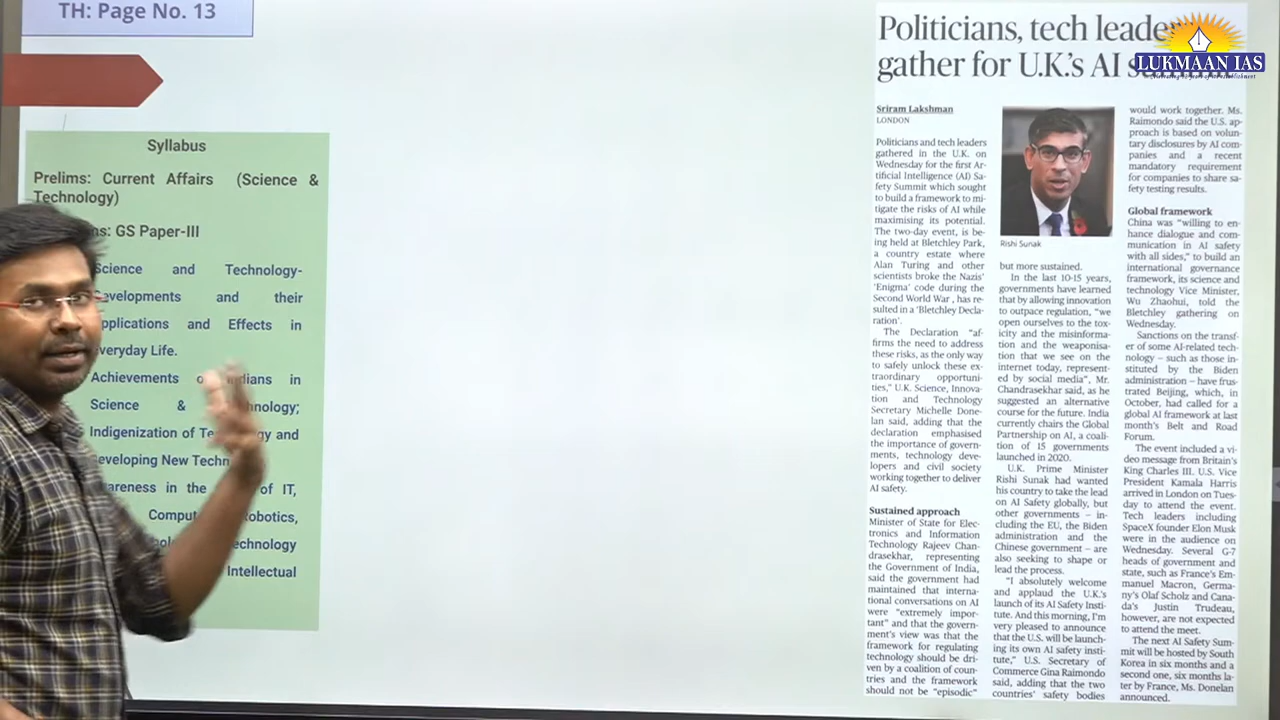 TH: Page No. 13
Syllabus
Prelims: Current Affairs (Science &
Technology)
GS Paper-III
Science and Technology-
Developments and their
Applications and Effects in
Everyday Life.
Achievements of Indians in
Science & Technology;
Indigenization of Technology and
Developing New Techn
Awareness in the of IT,
Comput Robotics,
Technology
Intellectual
Politicians, tech leade
gather for U.K.'s AI s
LUKMAAN IAS
Sriram Lakshman
LONDON
Politicians and tech leaders
gathered in the U.K. on
Wednesday for the first Ar-
tificial Intelligence (AI) Sa-
fety Summit which sought
to build a framework to mi-
tigate the risks of AI while
maximising its potential.
The two-day event, is be-
ing held at Bletchley Park,
a country estate where
Alan Turing and other
scientists broke the Nazis'
'Enigma' code during the
Second World War , has re-
sulted in a 'Bletchley Decla-
ration'.
The Declaration "af-
firms the need to address
these risks, as the only way
to safely unlock these ex-
traordinary opportuni-
ties," U.K. Science, Innova-
tion and Technology
Secretary Michelle Done-
lan said, adding that the
declaration emphasised
the importance of govern-
ments, technology deve-
lopers and civil society
working together to deliver
AI safety.
Sustained approach
Minister of State for Elec-
tronics and Information
Technology Rajeev Chan-
drasekhar, representing
the Government of India,
said the government had
maintained that interna-
tional conversations on AI
were "extremely impor-
tant" and that the govern-
ment's view was that the
framework for regulating
technology should be dri-
ven by a coalition of coun-
tries and the framework
should not be "episodic"
Rishi Sunak
but more sustained.
In the last 10-15 years,
governments have learned
that by allowing innovation
to outpace regulation, "we
open ourselves to the tox-
icity and the misinforma-
tion and the weaponisa-
tion that we see on the
internet today, represent-
ed by social media", Mr.
Chandrasekhar said, as he
suggested an alternative
course for the future. India
currently chairs the Global
Partnership on AI, a coali-
tion of 15 governments
launched in 2020.
U.K. Prime Minister
Rishi Sunak had wanted
his country to take the lead
on AI Safety globally, but
other governments – in-
cluding the EU, the Biden
administration and the
Chinese government – are
also seeking to shape or
lead the process.
"I absolutely welcome
and applaud the U.K.'s
launch of its AI Safety Insti-
tute. And this morning, I'm
very pleased to announce
that the U.S. will be launch-
ing its own AI safety insti-
tute," U.S. Secretary of
Commerce Gina Raimondo
said, adding that the two
countries' safety bodies
would work together. Ms.
Raimondo said the U.S. ap-
proach is based on volun-
tary disclosures by AI com-
panies and a recent
mandatory requirement
for companies to share sa-
fety testing results.
Global framework
China was "willing to en-
hance dialogue and com-
munication in AI safety
with all sides," to build an
international governance
framework, its science and
technology Vice Minister,
Wu Zhaohui, told the
Bletchley gathering on
Wednesday.
Sanctions on the transf-
er of some AI-related tech-
nology – such as those ins-
tituted by the Biden
administration – have frus-
trated Beijing, which, in
October, had called for a
global AI framework at last
month's Belt and Road
Forum.
The event included a vi-
deo message from Britain's
King Charles III. U.S. Vice
President Kamala Harris
arrived in London on Tues-
day to attend the event.
Tech leaders including
SpaceX founder Elon Musk
were in the audience on
Wednesday. Several G-7
heads of government and
state, such as France's Em-
manuel Macron, Germa-
ny's Olaf Scholz and Cana-
da's Justin Trudeau,
however, are not expected
to attend the meet.
The next AI Safety Sum-
mit will be hosted by South
Korea in six months and a
second one, six months la-
ter by France, Ms. Donelan
announced.